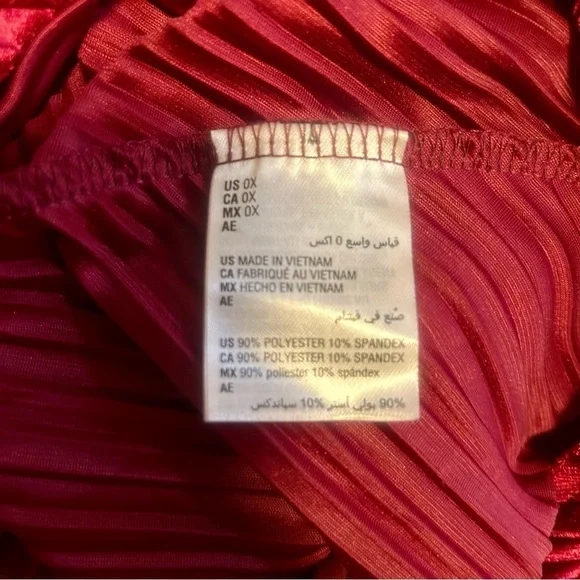 US 0X
CA 0X
MX 0X
AE
قياس واسع 0 اكس
US MADE IN VIETNAM
CA FABRIQUÉ AU VIETNAM
MX HECHO EN VIETNAM
AE
صُنع في فيتنام
US 90% POLYESTER 10% SPANDEX
CA 90% POLYESTER 10% SPANDEX
MX 90% poliéster 10% spándex
AE
90% بولي أستر 10% سباندكس